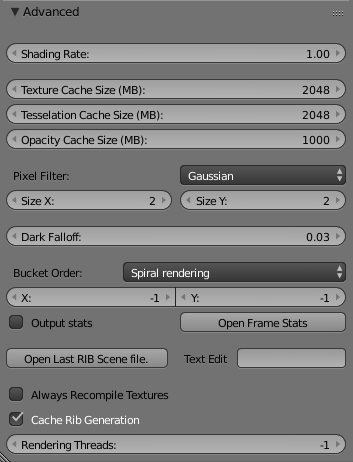 Advanced
Shading Rate: 1.00
Texture Cache Size (MB): 2048
Tesselation Cache Size (MB): 2048
Opacity Cache Size (MB): 1000
Pixel Filter: Gaussian
Size X: 2 Size Y: 2
Dark Falloff: 0.03
Bucket Order: Spiral rendering
X: -1 Y: -1
Output stats Open Frame Stats
Open Last RIB Scene file. Text Edit
Always Recompile Textures
Cache Rib Generation
Rendering Threads: -1